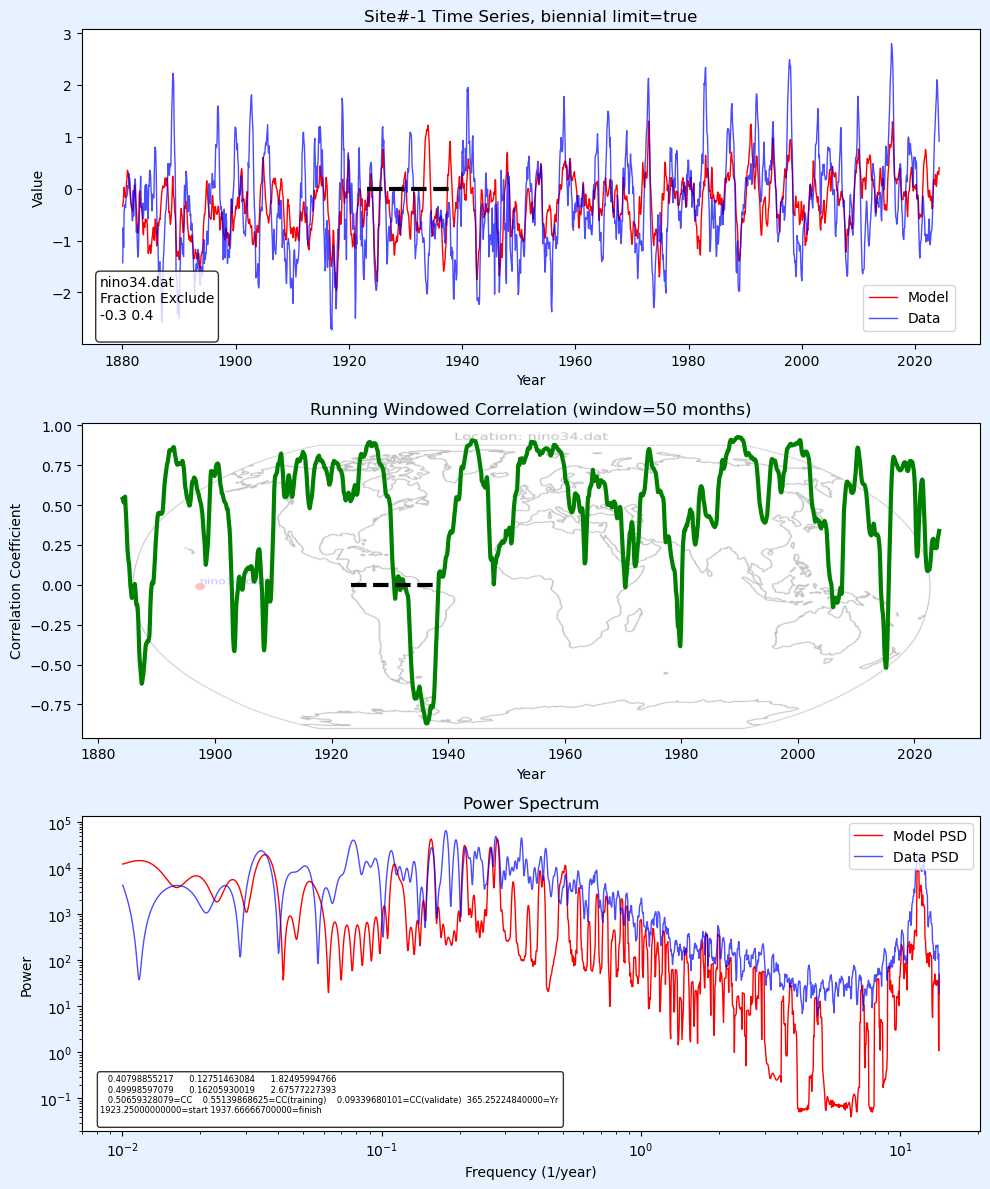 Site#-1 Time Series, biennial limit=true
3
2
1
0
−1
−2
Value
nino34.dat
Fraction Exclude
-0.3 0.4
Model
Data
1880
1900
1920
1940
1960
1980
2000
2020
Year
Running Windowed Correlation (window=50 months)
Location: nino34.dat
1.00
0.75
0.50
0.25
0.00
−0.25
−0.50
−0.75
Correlation Coefficient
1880
1900
1920
1940
1960
1980
2000
2020
Year
Power Spectrum
10^5
10^4
10^3
10^2
10^1
10^0
10^−1
Power
Model PSD
Data PSD
0.40798855217 0.12751463084 1.82495994766
0.49998597079 0.16205930019 2.67577227393
0.50659328079=CC 0.55139868625=CC(training) 0.09339680101=CC(validate) 365.25224840000=Yr
1923.25000000000=start 1937.66666700000=finish
10^−2
10^−1
10^0
10^1
Frequency (1/year)